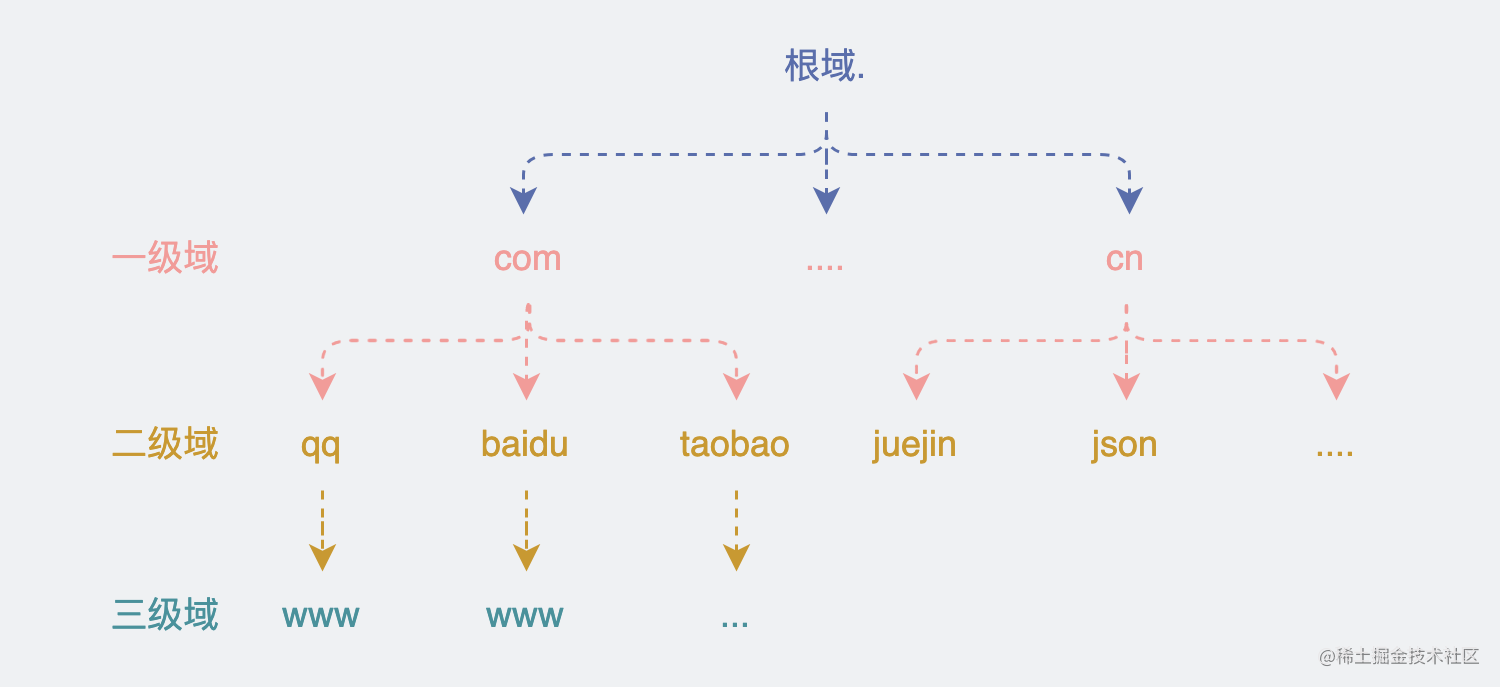 根域.
一级域 com .... cn
二级域 qq baidu taobao juejin json ....
三级域 www www ...
@稀土掘金技术社区